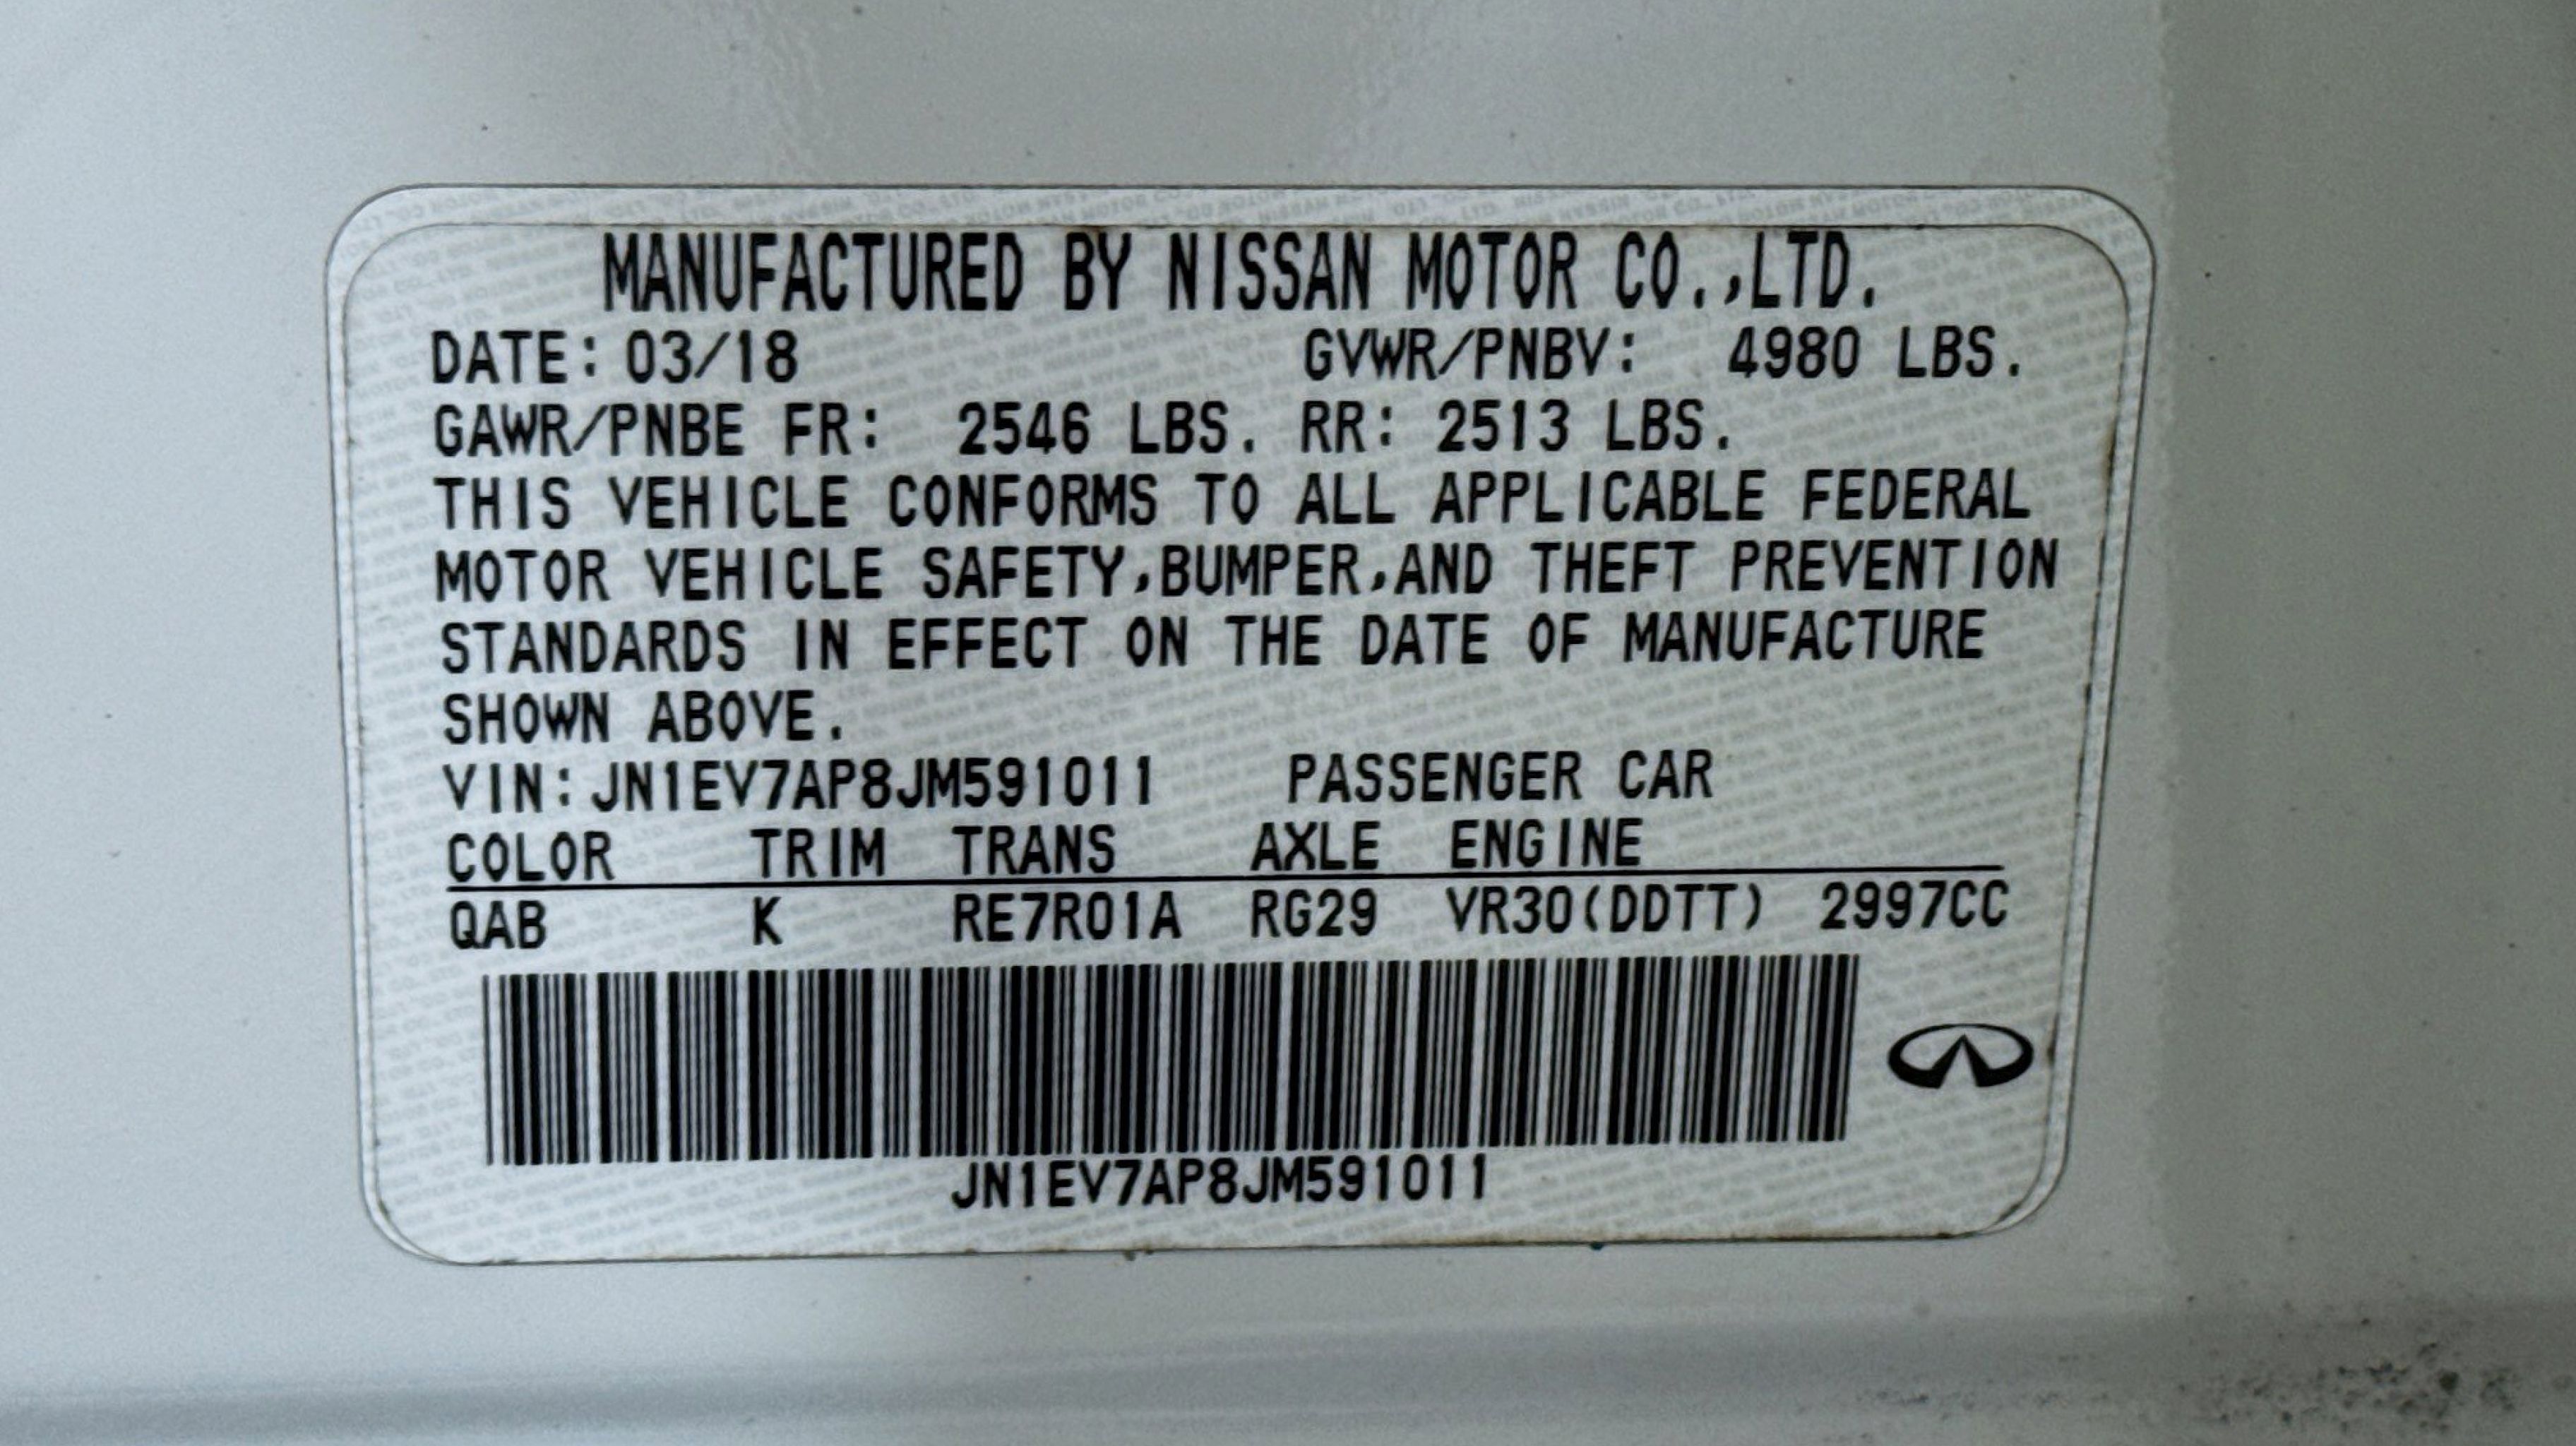 MANUFACTURED BY NISSAN MOTOR CO.,LTD.
DATE: 03/18 GVWR/PNBV: 4980 LBS.
GAWR/PNBE FR: 2546 LBS. RR: 2513 LBS.
THIS VEHICLE CONFORMS TO ALL APPLICABLE FEDERAL
MOTOR VEHICLE SAFETY,BUMPER,AND THEFT PREVENTION
STANDARDS IN EFFECT ON THE DATE OF MANUFACTURE
SHOWN ABOVE.
VIN:JN1EV7AP8JM591011 PASSENGER CAR
COLOR TRIM TRANS AXLE ENGINE
QAB K RE7R01A RG29 VR30(DDTT) 2997CC
JN1EV7AP8JM591011